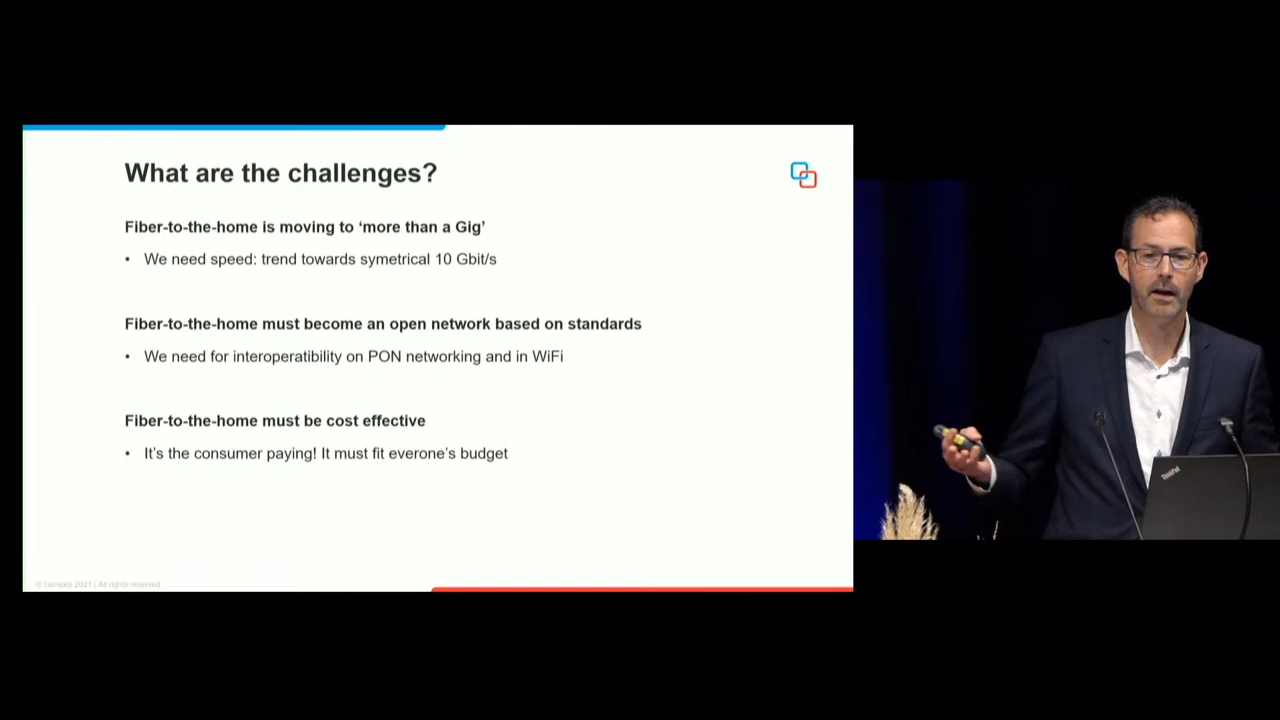 What are the challenges?
Fiber-to-the-home is moving to ‘more than a Gig’
• We need speed: trend towards symetrical 10 Gbit/s
Fiber-to-the-home must become an open network based on standards
• We need for interoperatibility on PON networking and in WiFi
Fiber-to-the-home must be cost effective
• It’s the consumer paying! It must fit everone’s budget
© Genexis 2021 | All rights reserved
ThinkPad